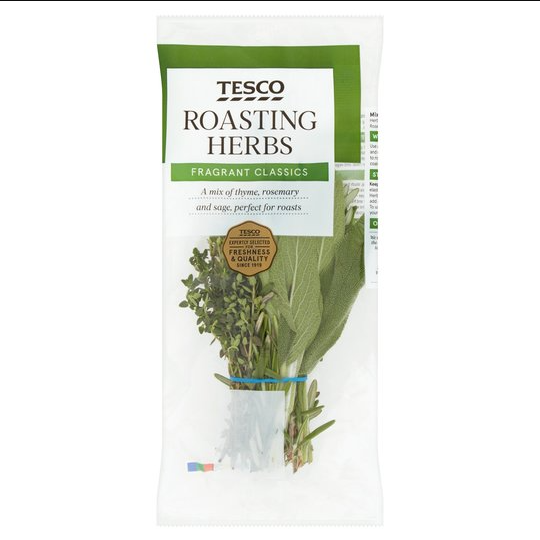 TESCO
ROASTING
HERBS
FRAGRANT CLASSICS
A mix of thyme, rosemary
and sage, perfect for roasts
TESCO
EXPERTLY SELECTED
FOR
FRESHNESS
& QUALITY
SINCE 1919